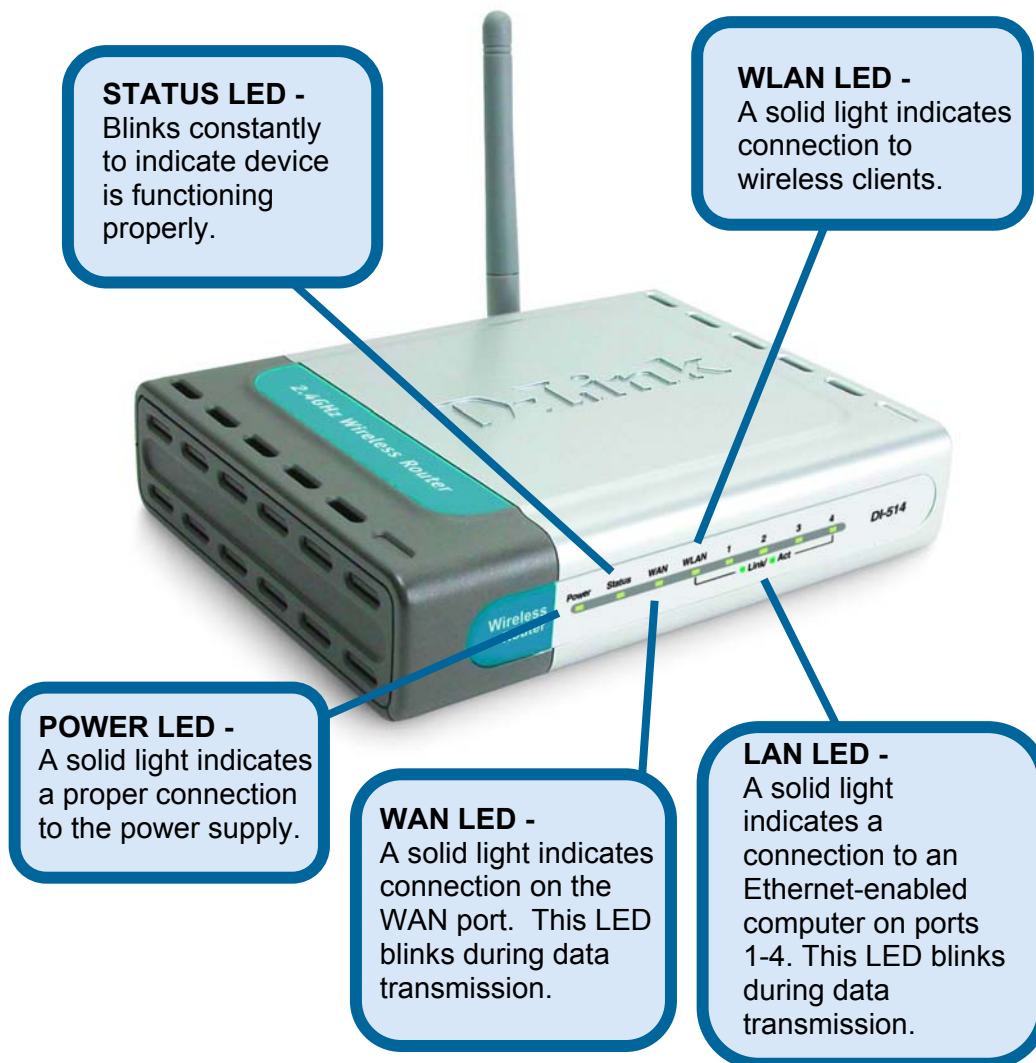 STATUS LED -
Blinks constantly
to indicate device
is functioning
properly.
WLAN LED -
A solid light indicates
connection to
wireless clients.
D-Link
2.4GHz Wireless Router
DI-514
Power Status WAN WLAN 1 2 3 4
Link/ Act
Wireless
Router
POWER LED -
A solid light indicates
a proper connection
to the power supply.
WAN LED -
A solid light indicates
connection on the
WAN port. This LED
blinks during data
transmission.
LAN LED -
A solid light
indicates a
connection to an
Ethernet-enabled
computer on ports
1-4. This LED blinks
during data
transmission.